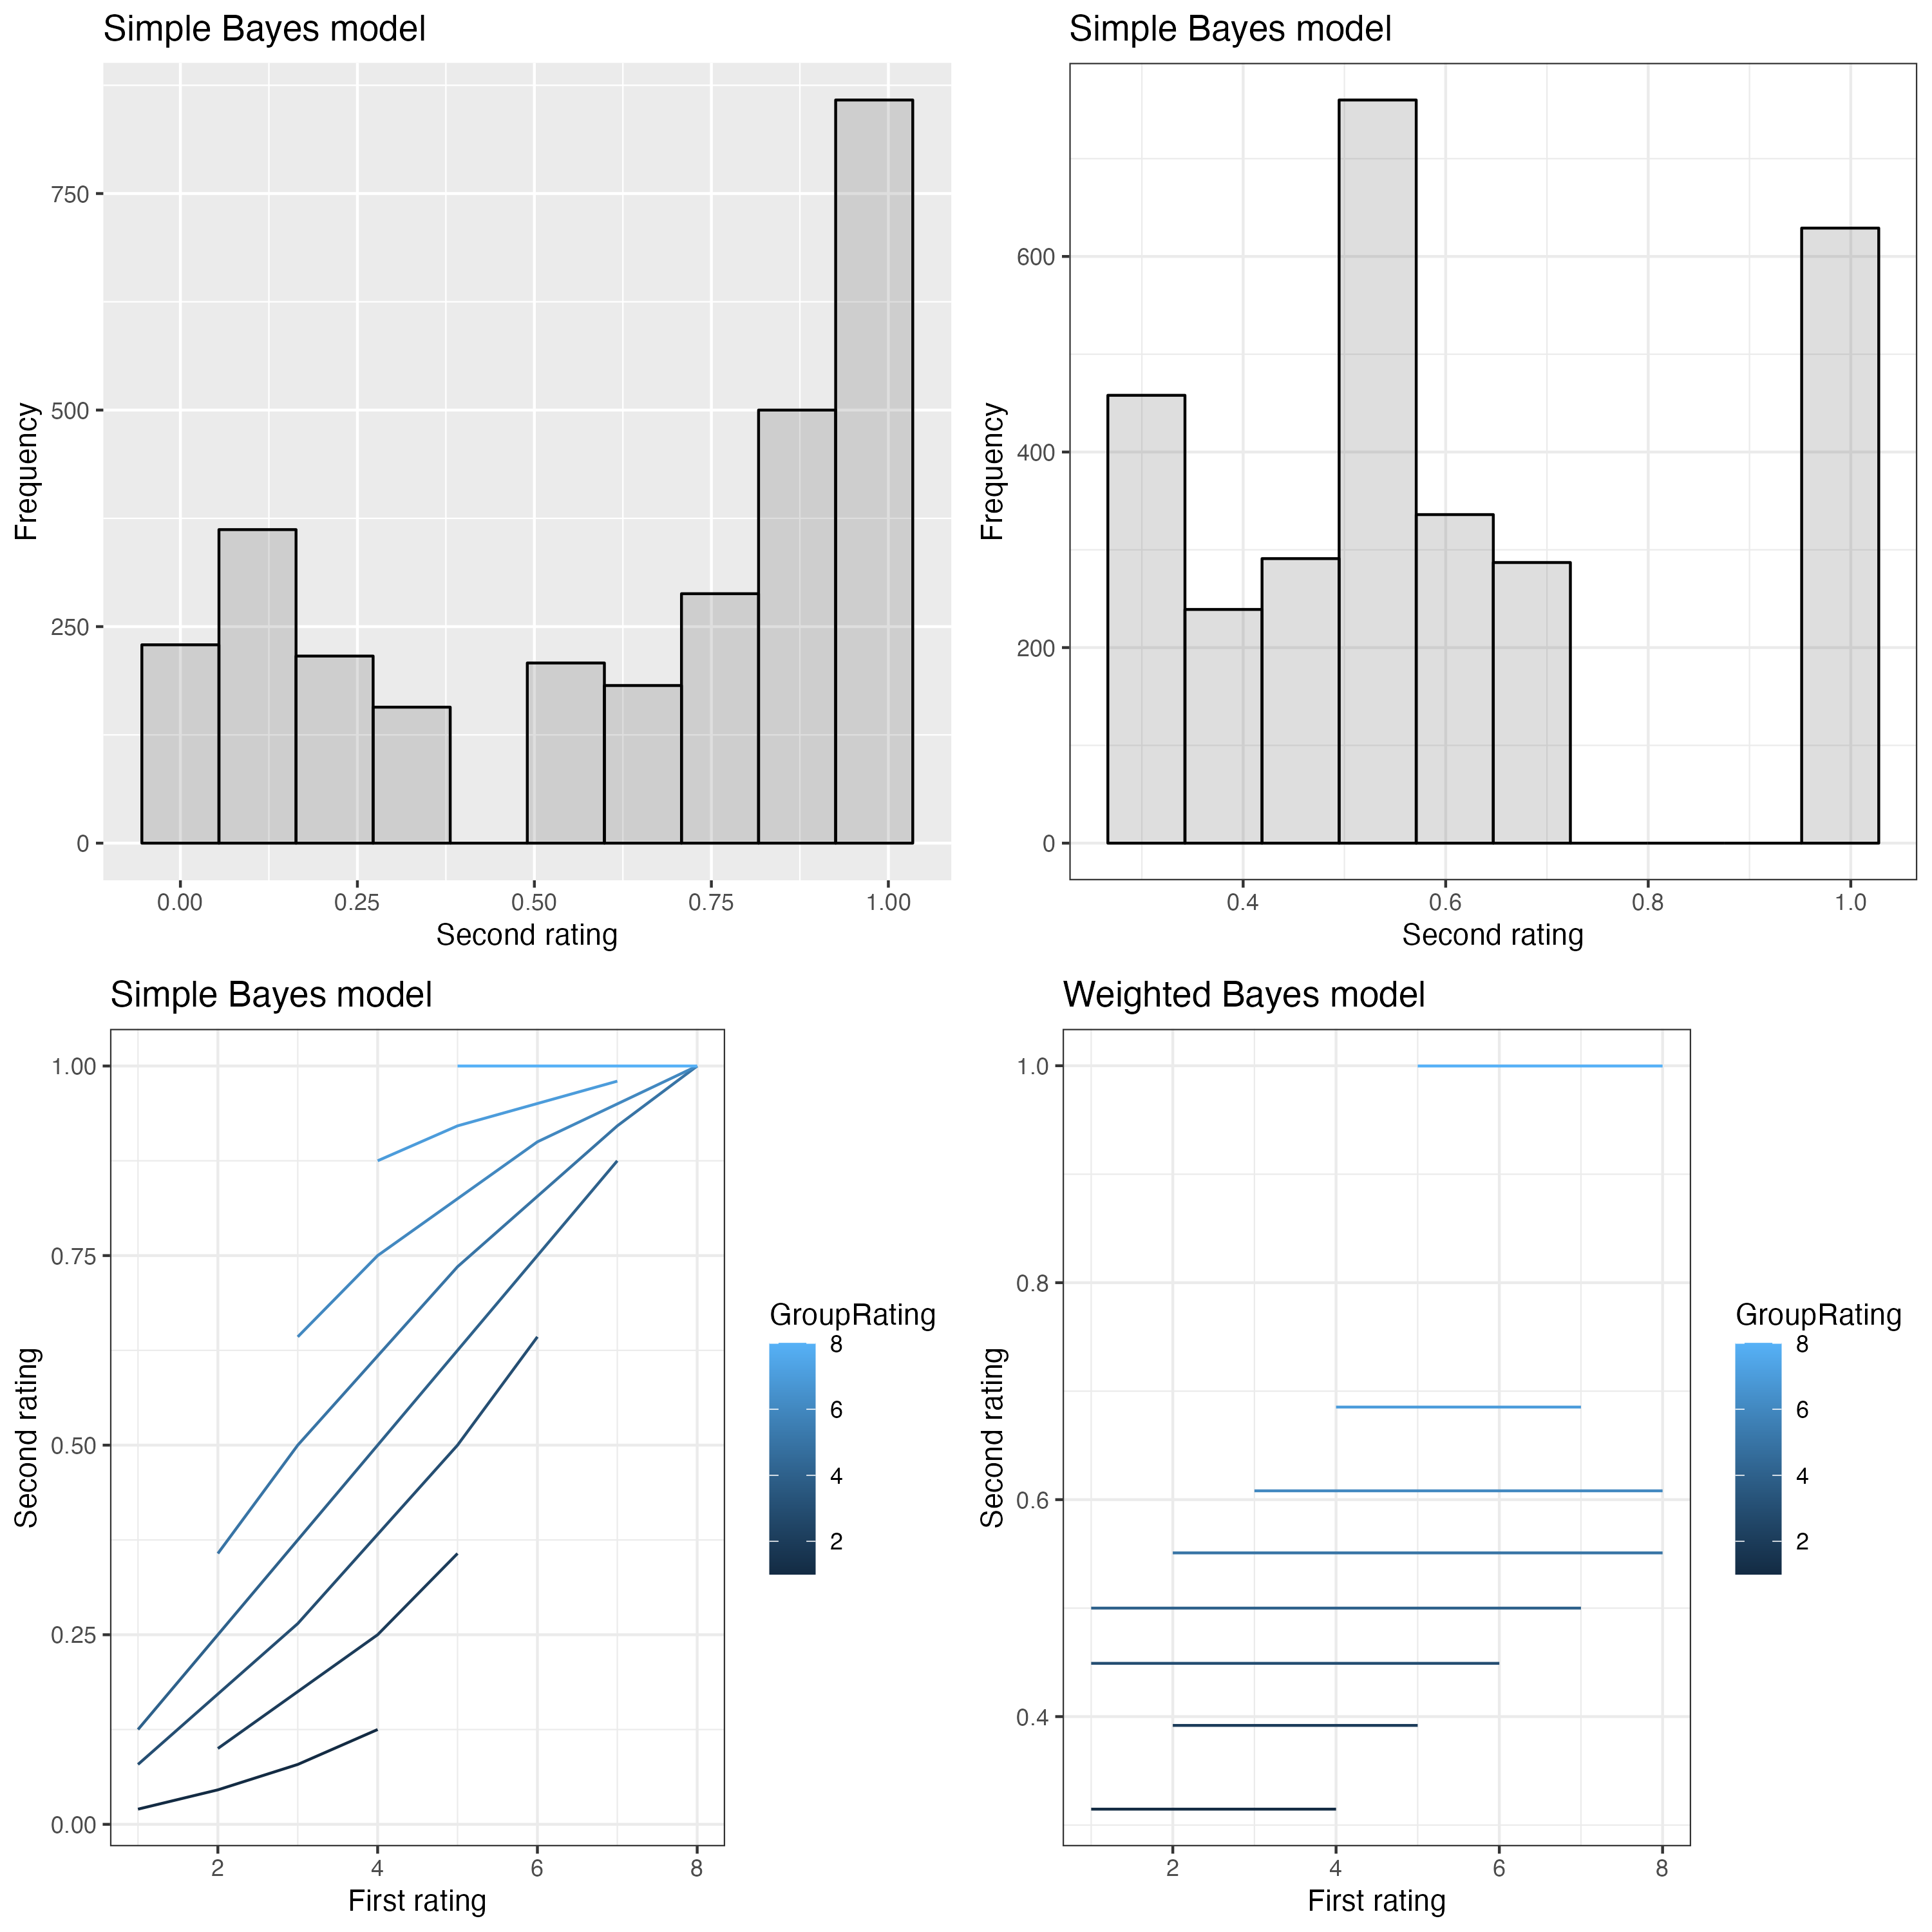 Simple Bayes model
750
500
250
0
Frequency
0.00 0.25 0.50 0.75 1.00
Second rating
Simple Bayes model
600
400
200
0
Frequency
0.4 0.6 0.8 1.0
Second rating
Simple Bayes model
1.00
0.75
0.50
0.25
0.00
Second rating
2 4 6 8
First rating
GroupRating
8
6
4
2
Weighted Bayes model
1.0
0.8
0.6
0.4
Second rating
2 4 6 8
First rating
GroupRating
8
6
4
2